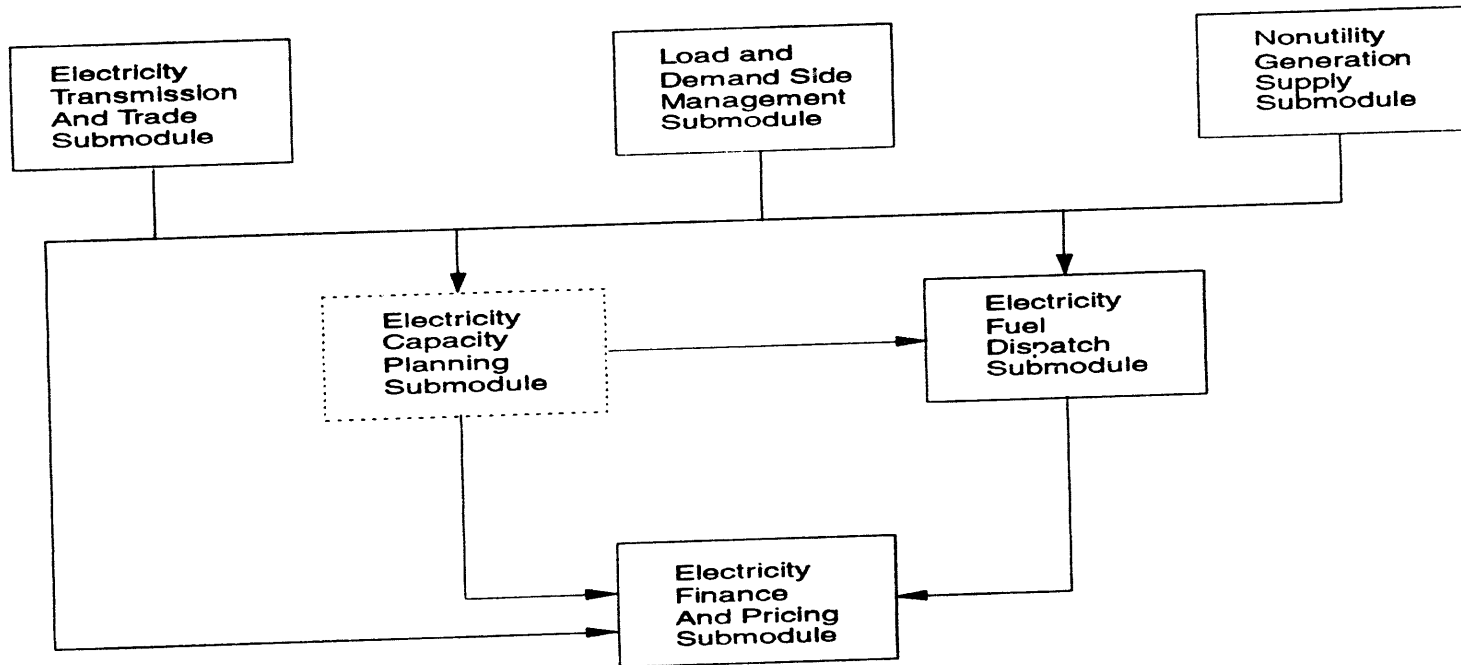 Electricity
Transmission
And Trade
Submodule
Load and
Demand Side
Management
Submodule
Nonutility
Generation
Supply
Submodule
Electricity
Capacity
Planning
Submodule
Electricity
Fuel
Dispatch
Submodule
Electricity
Finance
And Pricing
Submodule